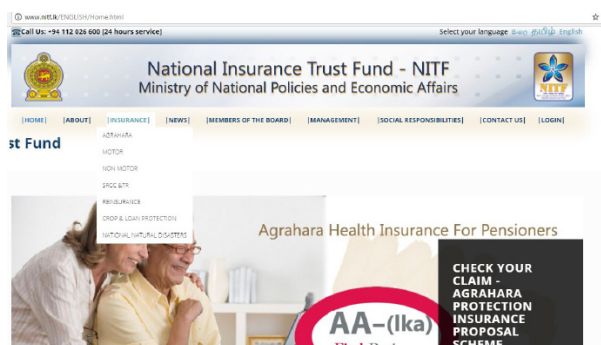 www.nitf.lk/ENGLISH/Home.html
Call Us: +94 112 026 600 [24 hours service]
Select your language සිංහල தமிழ் English
National Insurance Trust Fund - NITF
Ministry of National Policies and Economic Affairs
NITF
|HOME| |ABOUT| |INSURANCE| |NEWS| |MEMBERS OF THE BOARD| |MANAGEMENT| |SOCIAL RESPONSIBILITIES| |CONTACT US| |LOGIN|
st Fund
AGRAHARA
MOTOR
NON MOTOR
SRCC &TR
REINSURANCE
CROP & LOAN PROTECTION
NATIONAL NATURAL DISASTERS
Agrahara Health Insurance For Pensioners
CHECK YOUR
CLAIM -
AGRAHARA
PROTECTION
INSURANCE
PROPOSAL
SCHEME
AA-(lka)